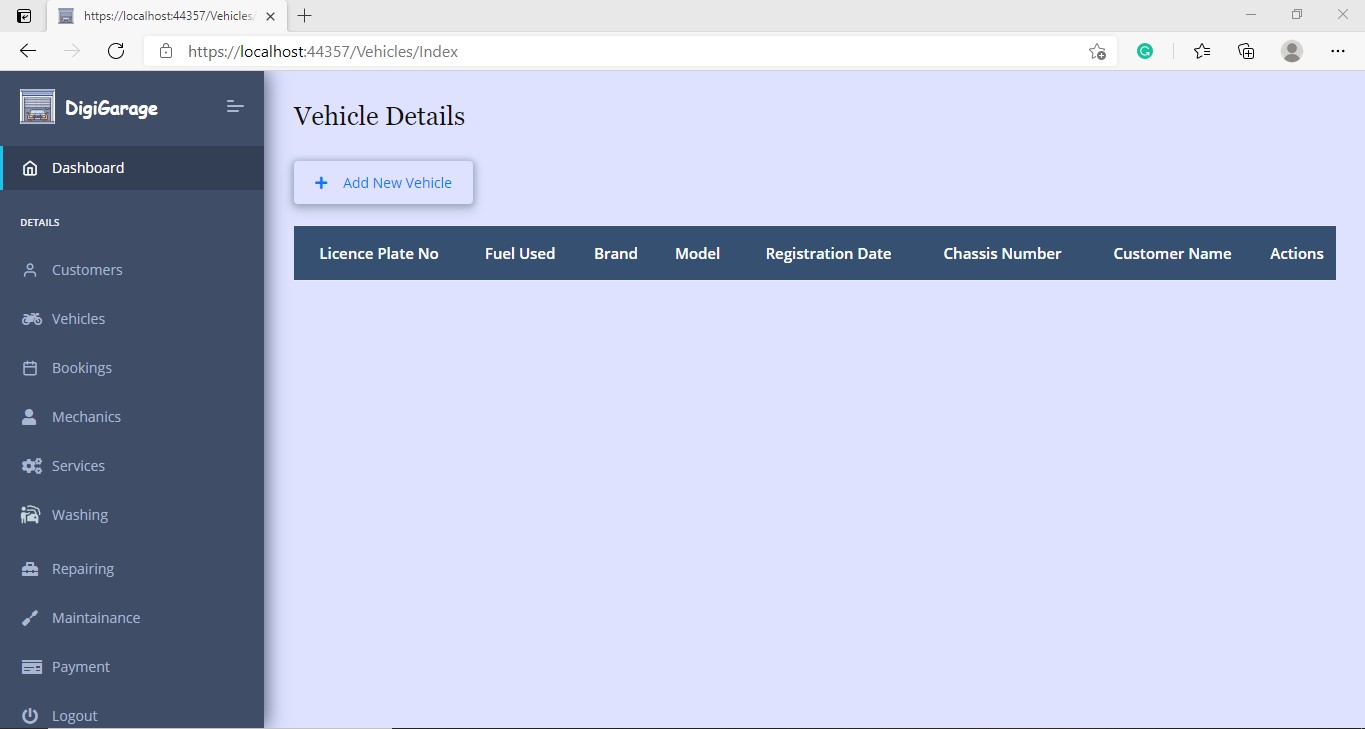 https://localhost:44357/Vehicles/
https://localhost:44357/Vehicles/Index
DigiGarage
Dashboard
DETAILS
Customers
Vehicles
Bookings
Mechanics
Services
Washing
Repairing
Maintainance
Payment
Logout
Vehicle Details
Add New Vehicle
Licence Plate No Fuel Used Brand Model Registration Date Chassis Number Customer Name Actions